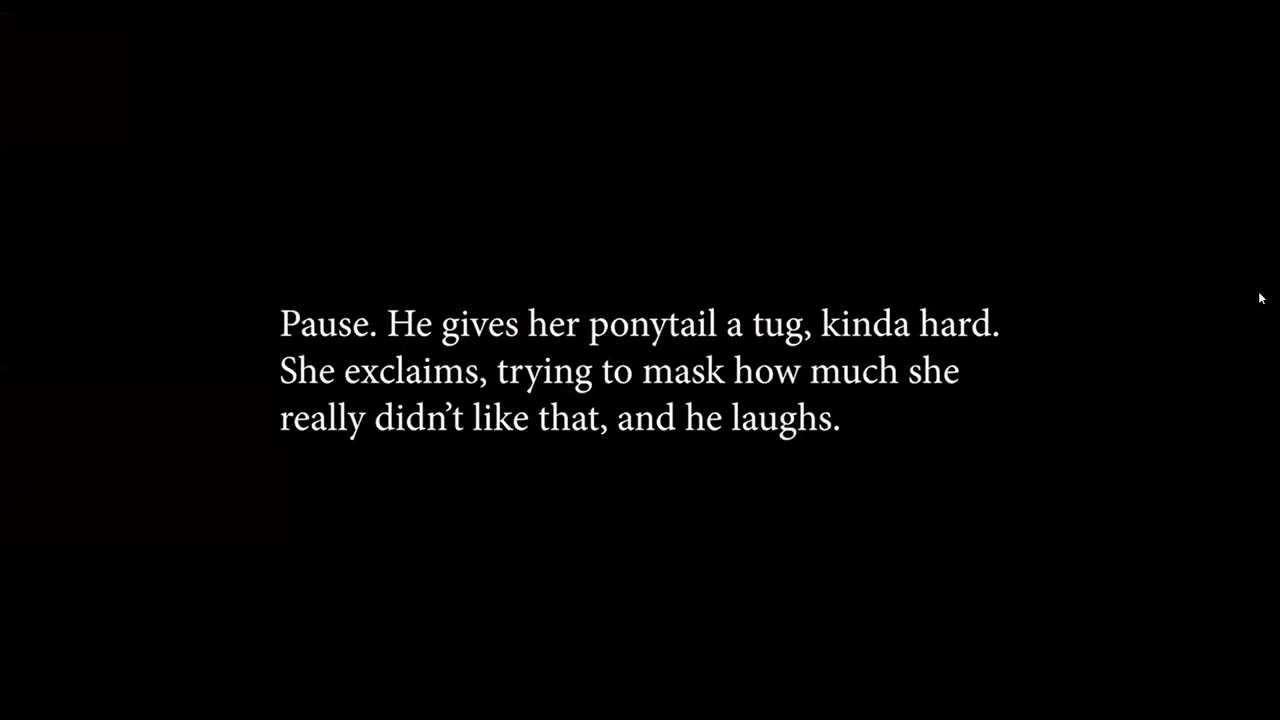 Pause. He gives her ponytail a tug, kinda hard.
She exclaims, trying to mask how much she
really didn’t like that, and he laughs.